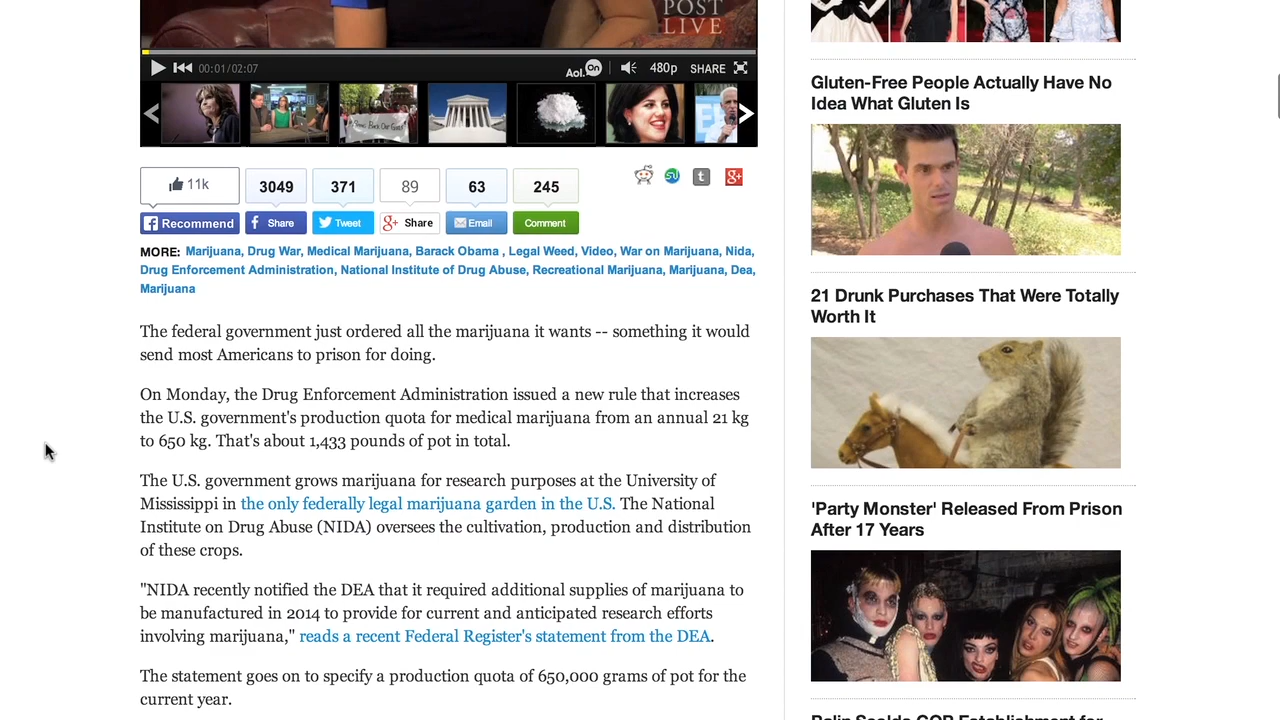 POST
LIVE
00:01/02:07
Aol.On
480p
SHARE
Gluten-Free People Actually Have No
Idea What Gluten Is
11k
3049
371
89
63
245
Recommend
Share
Tweet
Share
Email
Comment
MORE: Marijuana, Drug War, Medical Marijuana, Barack Obama , Legal Weed, Video, War on Marijuana, Nida,
Drug Enforcement Administration, National Institute of Drug Abuse, Recreational Marijuana, Marijuana, Dea,
Marijuana
The federal government just ordered all the marijuana it wants -- something it would
send most Americans to prison for doing.
On Monday, the Drug Enforcement Administration issued a new rule that increases
the U.S. government's production quota for medical marijuana from an annual 21 kg
to 650 kg. That's about 1,433 pounds of pot in total.
The U.S. government grows marijuana for research purposes at the University of
Mississippi in the only federally legal marijuana garden in the U.S. The National
Institute on Drug Abuse (NIDA) oversees the cultivation, production and distribution
of these crops.
"NIDA recently notified the DEA that it required additional supplies of marijuana to
be manufactured in 2014 to provide for current and anticipated research efforts
involving marijuana," reads a recent Federal Register's statement from the DEA.
The statement goes on to specify a production quota of 650,000 grams of pot for the
current year.
21 Drunk Purchases That Were Totally
Worth It
'Party Monster' Released From Prison
After 17 Years
Palin Scolds GOP Establishment for